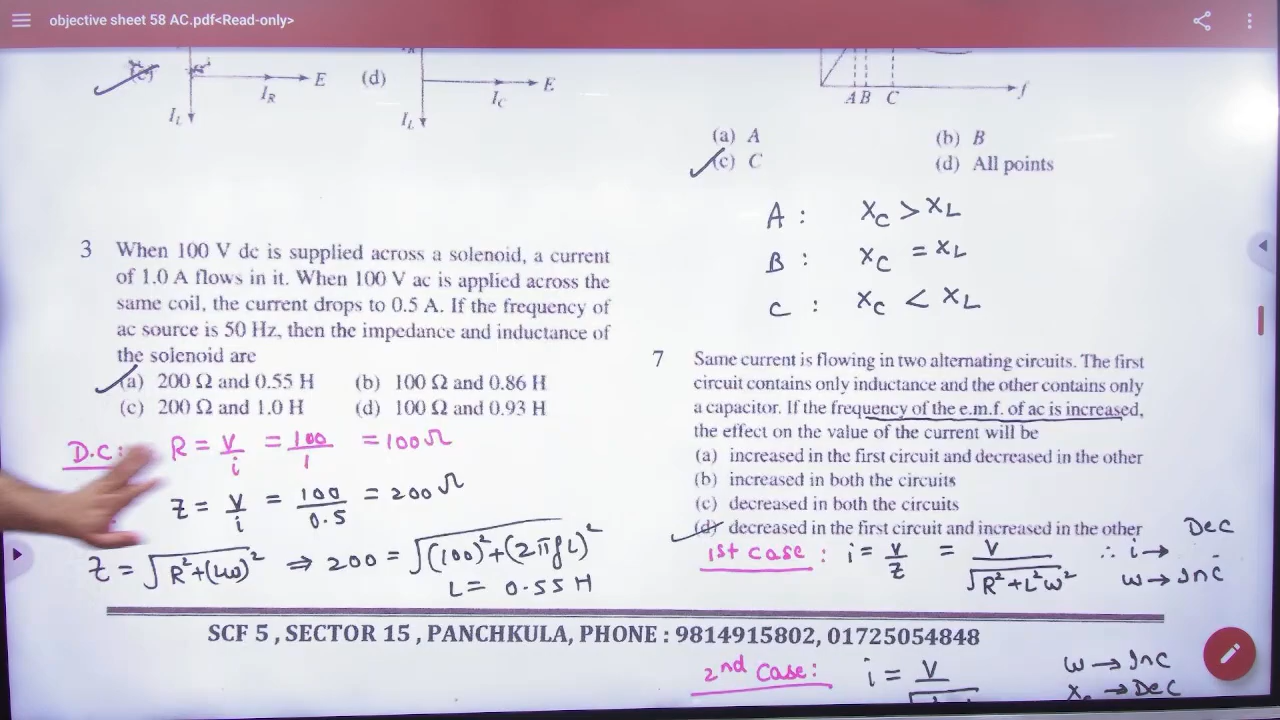 objective sheet 58 AC.pdf<Read-only>
E
(d)
E
I_R
I_C
I_L
I_L
A B C
f
(a) A
(b) B
(c) C
(d) All points
A : X_C > X_L
B : X_C = X_L
C : X_C < X_L
3 When 100 V dc is supplied across a solenoid, a current
of 1.0 A flows in it. When 100 V ac is applied across the
same coil, the current drops to 0.5 A. If the frequency of
ac source is 50 Hz, then the impedance and inductance of
the solenoid are
(a) 200 Ω and 0.55 H (b) 100 Ω and 0.86 H
(c) 200 Ω and 1.0 H (d) 100 Ω and 0.93 H
D.C: R = V/i = 100/1 = 100Ω
Z = V/i = 100/0.5 = 200Ω
Z = √(R²+(Lω)²) ⇒ 200 = √((100)²+(2πfL)²)
L = 0.55 H
7 Same current is flowing in two alternating circuits. The first
circuit contains only inductance and the other contains only
a capacitor. If the frequency of the e.m.f. of ac is increased,
the effect on the value of the current will be
(a) increased in the first circuit and decreased in the other
(b) increased in both the circuits
(c) decreased in both the circuits
(d) decreased in the first circuit and increased in the other
1st case : i = V/Z = V/√(R²+L²ω²) ∴ i → Dec
ω → Inc
SCF 5 , SECTOR 15 , PANCHKULA, PHONE : 9814915802, 01725054848
2nd Case: i = V ω → Inc
→ Dec